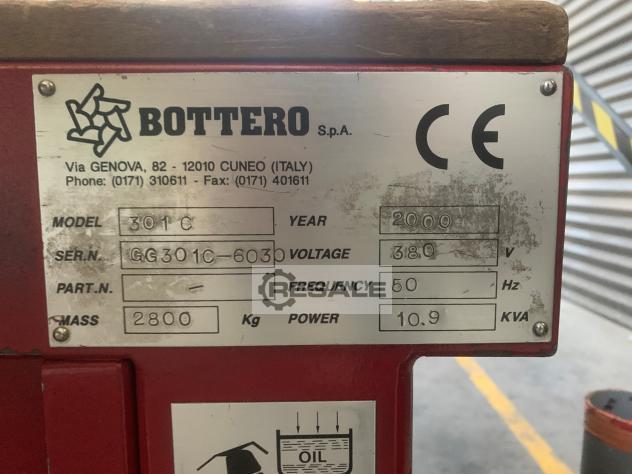 BOTTERO S.p.A.
CE
Via GENOVA, 82 - 12010 CUNEO (ITALY)
Phone: (0171) 310611 - Fax: (0171) 401611
MODEL 301C YEAR 2000
SER.N. GG301C-6030 VOLTAGE 380 V
PART.N. - FREQUENCY 50 Hz
RESALE
MASS 2800 Kg POWER 10.9 KVA
OIL